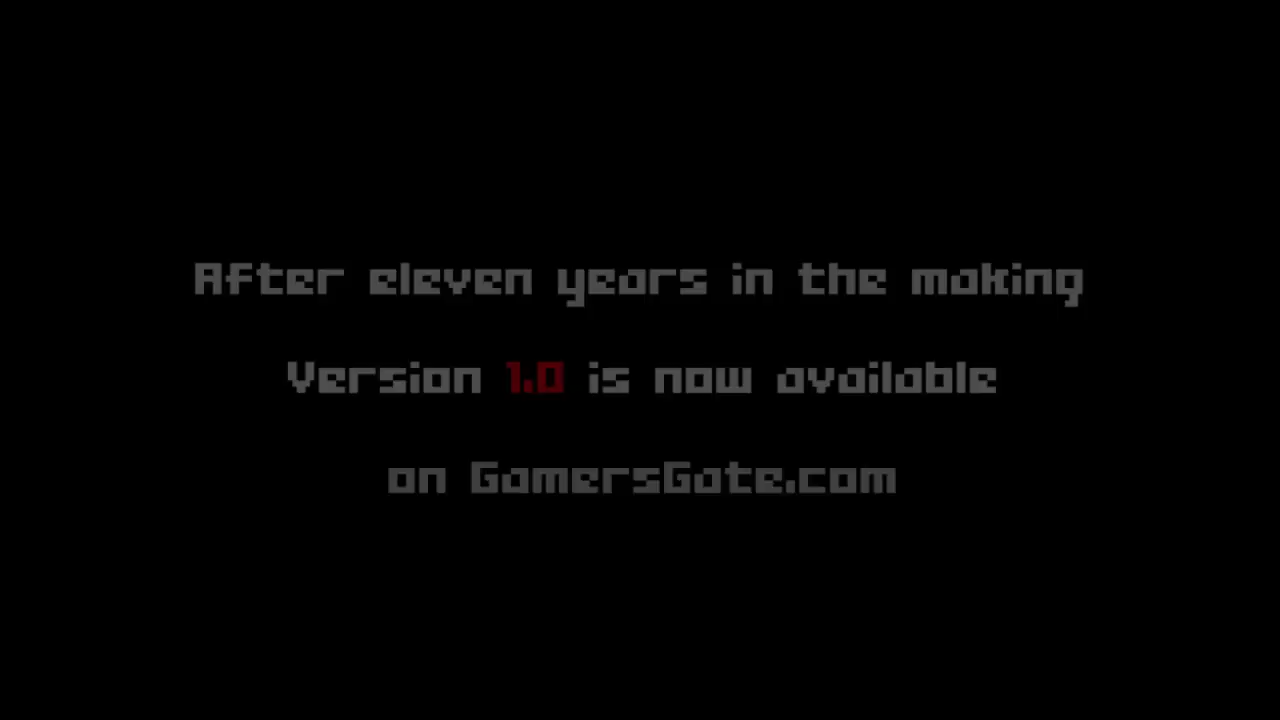 After eleven years in the making
Version 1.0 is now available
on GamersGate.com